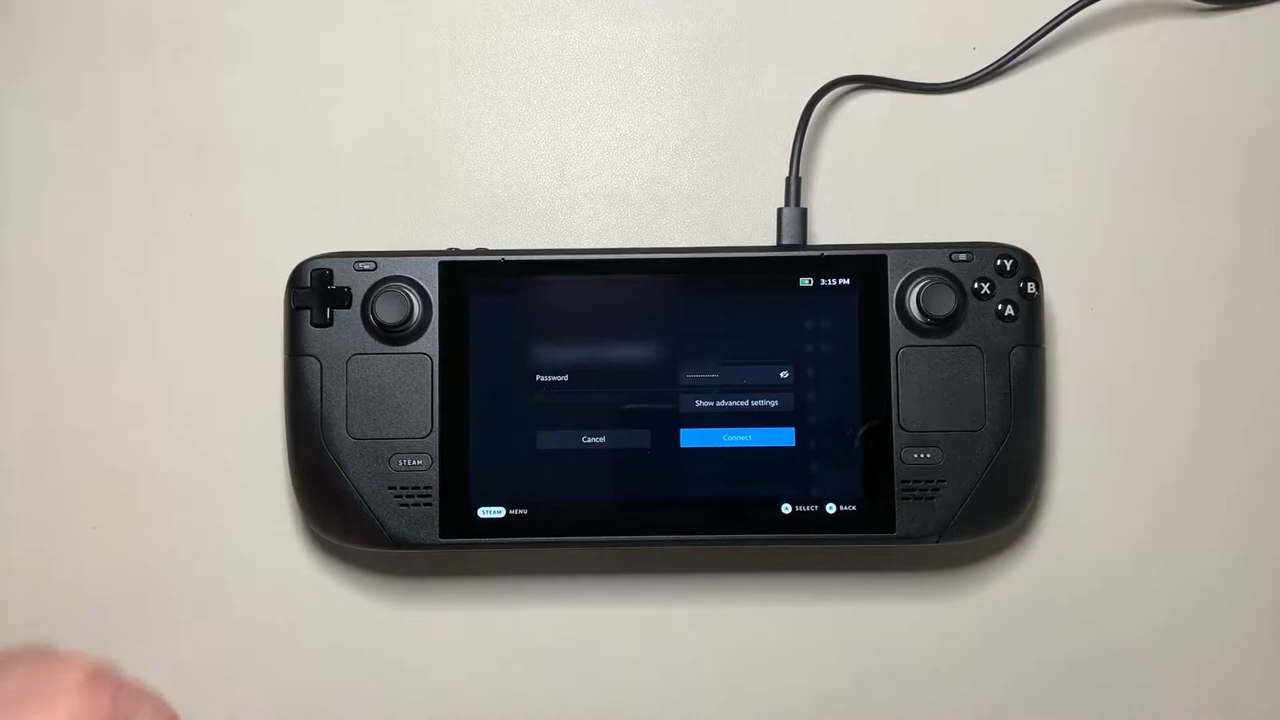 3:15 PM
Y
X
B
A
Password
Show advanced settings
Cancel
Connect
STEAM
STEAM MENU
A SELECT B BACK